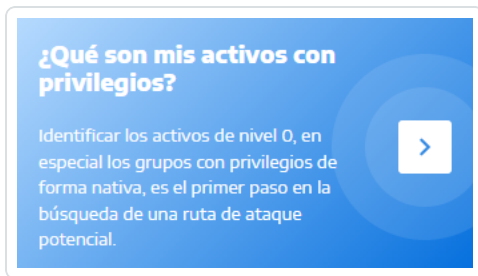 ¿Qué son mis activos con
privilegios?
Identificar los activos de nivel 0, en
especial los grupos con privilegios de
forma nativa, es el primer paso en la
búsqueda de una ruta de ataque
potencial.